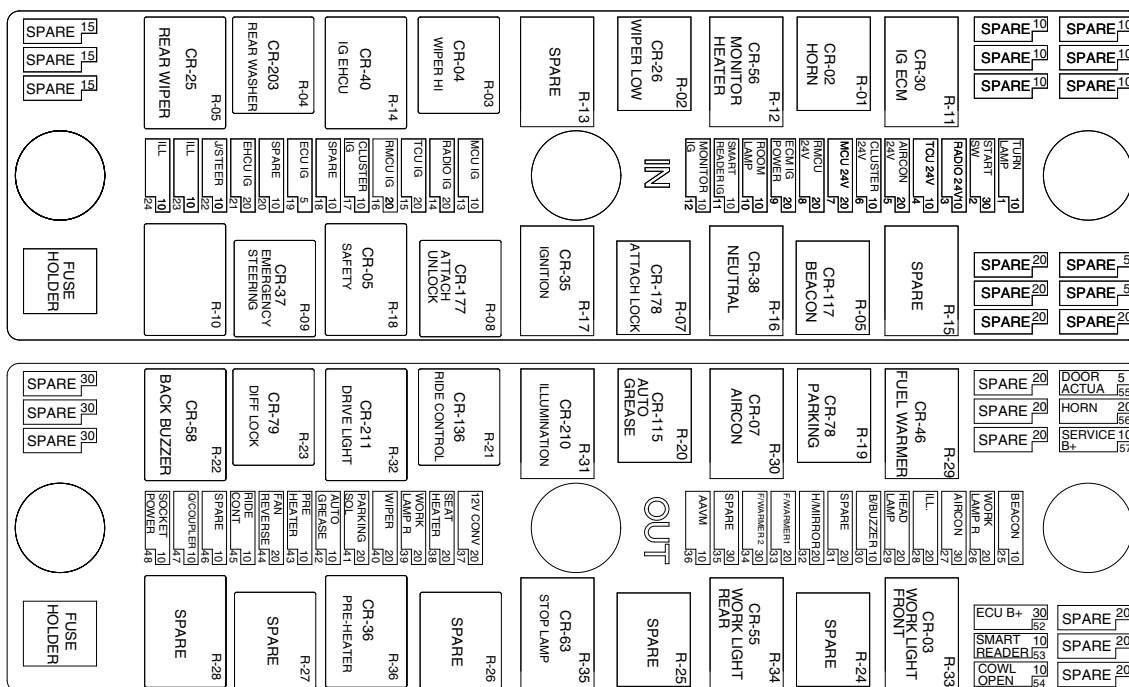 SPARE 15
SPARE 15
SPARE 15
CR-25
REAR WIPER
R-05
CR-203
REAR WASHER
R-04
CR-40
IG EHCU
R-14
CR-04
WIPER HI
R-03
SPARE
R-13
CR-26
WIPER LOW
R-02
CR-56
MONITOR
HEATER
R-12
CR-02
HORN
R-01
CR-30
IG ECM
R-11
SPARE 10
SPARE 10
SPARE 10
SPARE 10
SPARE 10
SPARE 10
ILL 10 24
ILL 10 23
J/STEER 10 22
EHCU IG 20 21
SPARE 10 20
ECU IG 5 19
SPARE 10 18
CLUSTER IG 10 17
RMCU IG 20 16
TCU IG 20 15
RADIO IG 20 14
MCU IG 10 13
IN
MONITOR IG 10 12
SMART READER IG 10 11
ROOM LAMP 10 10
ECM IG POWER 20 9
RMCU 24V 20 8
MCU 24V 20 7
CLUSTER 24V 10 6
AIRCON 24V 20 5
TCU 24V 10 4
RADO 24V 10 3
START SW 30 2
TURN LAMP 10 1
FUSE
HOLDER
R-10
CR-37
EMERGENCY
STEERING
R-09
CR-05
SAFETY
R-18
CR-177
ATTACH
UNLOCK
R-08
CR-35
IGNITION
R-17
CR-178
ATTACH LOCK
R-07
CR-38
NEUTRAL
R-16
CR-117
BEACON
R-05
SPARE
R-15
SPARE 20
SPARE 5
SPARE 20
SPARE 5
SPARE 20
SPARE 20
SPARE 30
SPARE 30
SPARE 30
CR-58
BACK BUZZER
R-22
CR-79
DIFF LOCK
R-23
CR-211
DRIVE LIGHT
R-32
CR-136
RIDE CONTROL
R-21
CR-210
ILLUMINATION
R-31
CR-115
AUTO
GREASE
R-20
CR-07
AIRCON
R-30
CR-78
PARKING
R-19
CR-46
FUEL WARMER
R-29
SPARE 20
SPARE 20
SPARE 20
DOOR ACTUA 5 55
HORN 20 56
SERVICE B+ 10 57
SOCKET POWER 10 48
Q/COUPLER 10 47
SPARE 10 46
RIDE CONT 10 45
FAN REVERSE 10 44
PRE HEATER 10 43
AUTO GREASE 10 42
PARKING SOL 20 41
WIPER 20 40
WORK LAMP R 20 39
SEAT HEATER 20 38
12V CONV 20 37
OUT
AAVM 10 36
SPARE 30 35
F/WARMER 2 30 34
F/WARMER1 20 33
H/MIRROR 20 32
SPARE 20 31
B/BUZZER 10 30
HEAD LAMP 20 29
ILL. 20 28
AIRCON 30 27
WORK LAMP R 20 26
BEACON 10 25
FUSE
HOLDER
SPARE
R-28
SPARE
R-27
CR-36
PRE-HEATER
R-36
SPARE
R-26
CR-63
STOP LAMP
R-35
SPARE
R-25
CR-55
WORK LIGHT
REAR
R-34
SPARE
R-24
CR-03
WORK LIGHT
FRONT
R-33
ECU B+ 30 52
SMART READER 10 53
COWL OPEN 10 54
SPARE 20
SPARE 20
SPARE 20